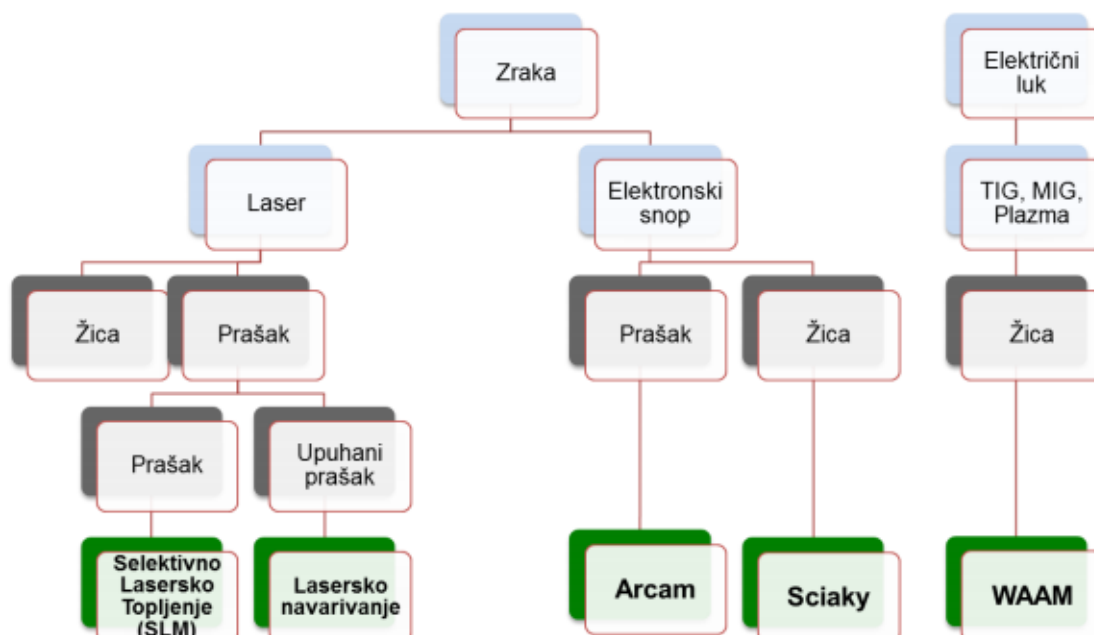 Zraka
Električni
luk
Laser
Elektronski
snop
TIG, MIG,
Plazma
Žica
Prašak
Prašak
Žica
Žica
Prašak
Upuhani
prašak
Selektivno
Lasersko
Topljenje
(SLM)
Lasersko
navarivanje
Arcam
Sciaky
WAAM